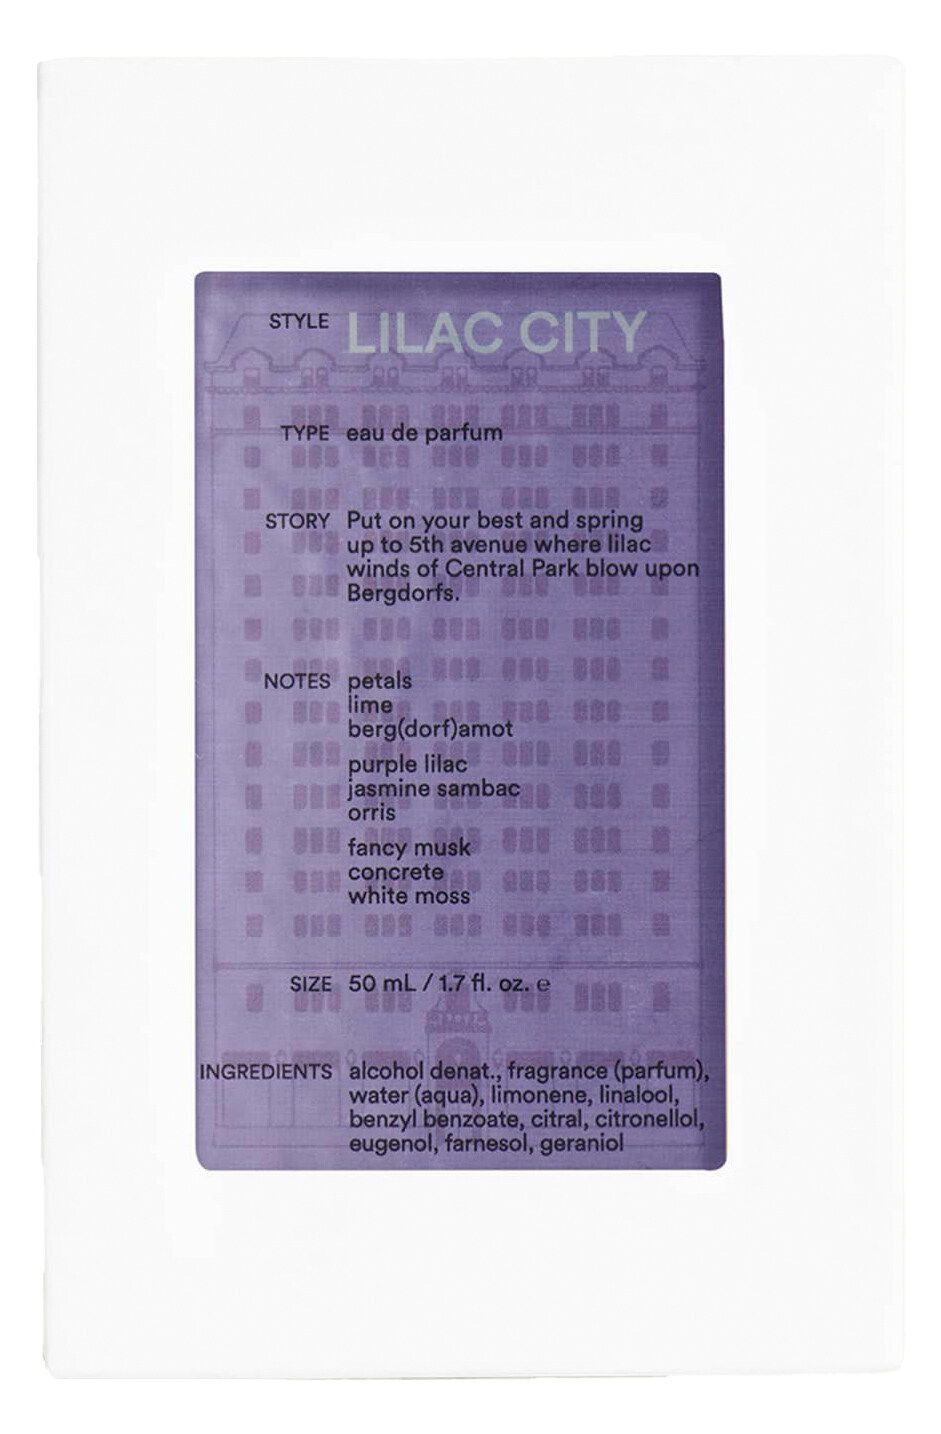 STYLE LILAC CITY
TYPE eau de parfum
STORY Put on your best and spring
up to 5th avenue where lilac
winds of Central Park blow upon
Bergdorfs.
NOTES petals
lime
berg(dorf)amot
purple lilac
jasmine sambac
orris
fancy musk
concrete
white moss
SIZE 50 mL / 1.7 fl. oz. ℮
INGREDIENTS alcohol denat., fragrance (parfum),
water (aqua), limonene, linalool,
benzyl benzoate, citral, citronellol,
eugenol, farnesol, geraniol